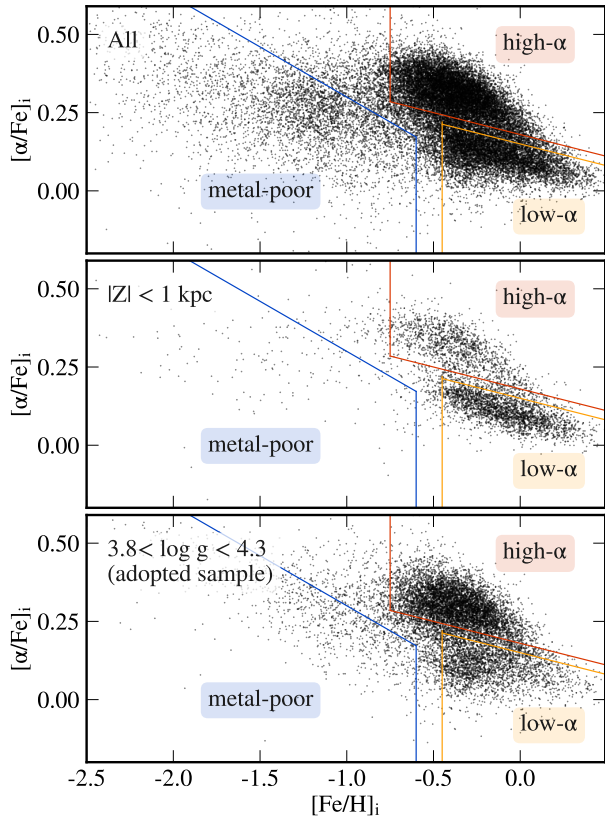 All
high-α
metal-poor
low-α
0.50
0.25
0.00
[α/Fe]i
|Z| < 1 kpc
high-α
metal-poor
low-α
0.50
0.25
0.00
[α/Fe]i
3.8< log g < 4.3
(adopted sample)
high-α
metal-poor
low-α
0.50
0.25
0.00
[α/Fe]i
-2.5 -2.0 -1.5 -1.0 -0.5 0.0
[Fe/H]i